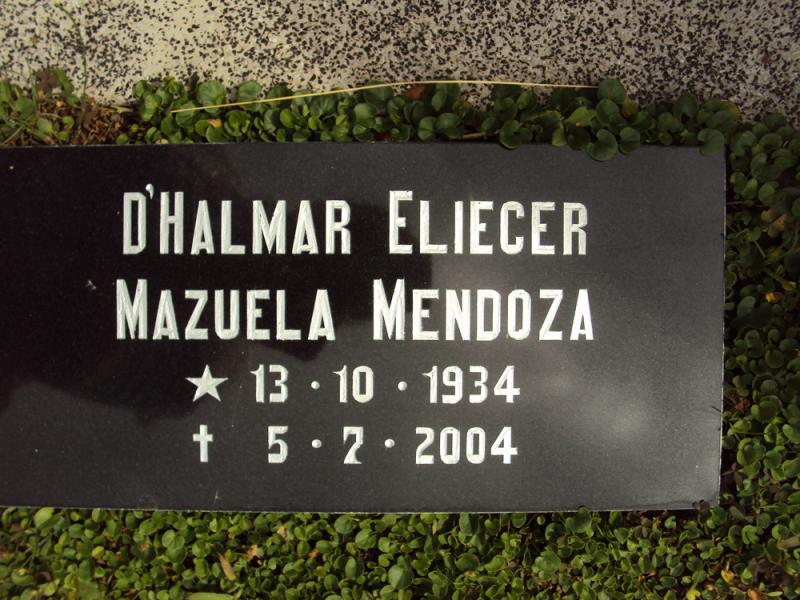 D'HALMAR ELIECER
MAZUELA MENDOZA
★ 13 · 10 · 1934
✝ 5 · 7 · 2004